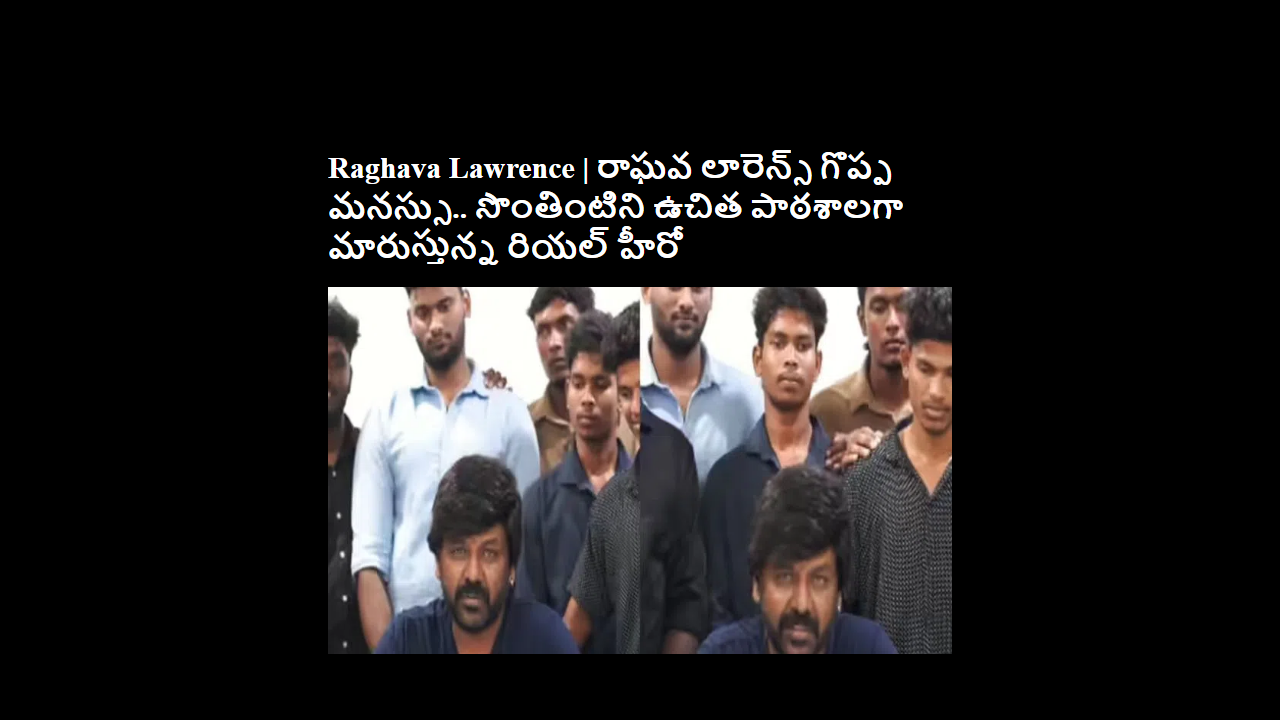 Raghava Lawrence | రాఘవ లారెన్స్ గొప్ప
మనస్సు.. సొంతింటిని ఉచిత పాఠశాలగా
మారుస్తున్న రియల్ హీరో